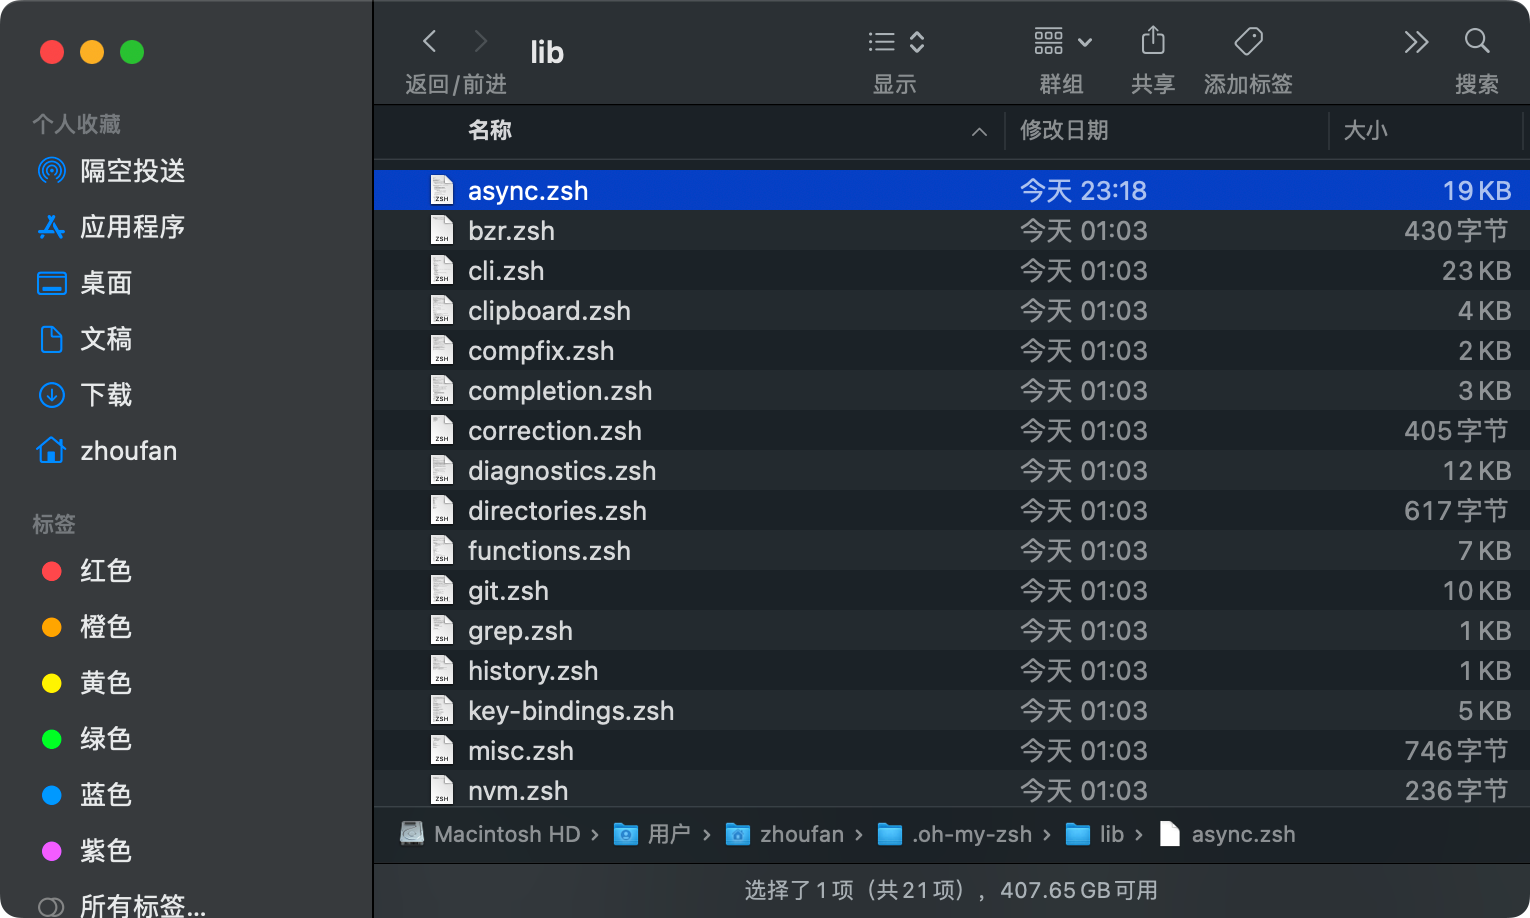 lib
返回/前进
显示
群组
共享
添加标签
搜索
个人收藏
隔空投送
应用程序
桌面
文稿
下载
zhoufan
标签
红色
橙色
黄色
绿色
蓝色
紫色
所有标签...
名称 修改日期 大小
async.zsh 今天 23:18 19 KB
bzr.zsh 今天 01:03 430 字节
cli.zsh 今天 01:03 23 KB
clipboard.zsh 今天 01:03 4 KB
compfix.zsh 今天 01:03 2 KB
completion.zsh 今天 01:03 3 KB
correction.zsh 今天 01:03 405 字节
diagnostics.zsh 今天 01:03 12 KB
directories.zsh 今天 01:03 617 字节
functions.zsh 今天 01:03 7 KB
git.zsh 今天 01:03 10 KB
grep.zsh 今天 01:03 1 KB
history.zsh 今天 01:03 1 KB
key-bindings.zsh 今天 01:03 5 KB
misc.zsh 今天 01:03 746 字节
nvm.zsh 今天 01:03 236 字节
Macintosh HD › 用户 › zhoufan › .oh-my-zsh › lib › async.zsh
选择了 1 项（共 21 项），407.65 GB 可用